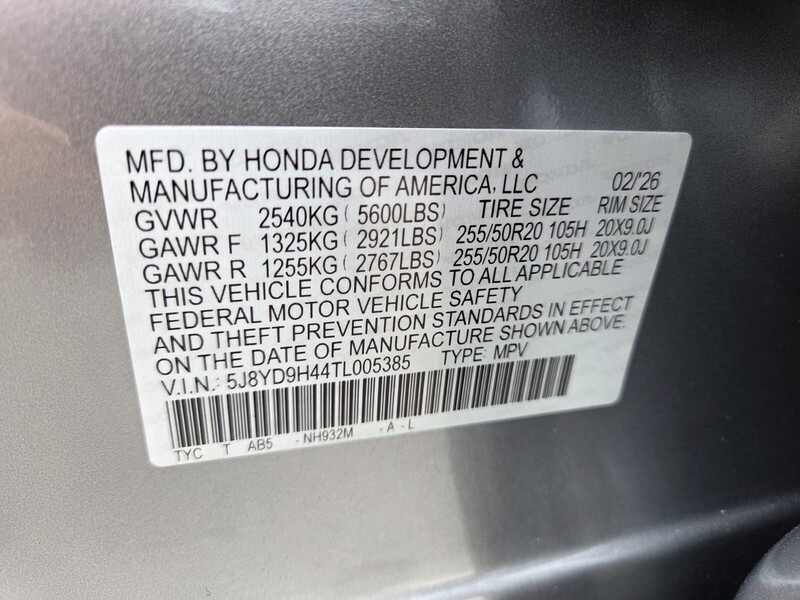 MFD. BY HONDA DEVELOPMENT &
MANUFACTURING OF AMERICA, LLC 02/'26
GVWR 2540KG ( 5600LBS) TIRE SIZE RIM SIZE
GAWR F 1325KG ( 2921LBS) 255/50R20 105H 20X9.0J
GAWR R 1255KG ( 2767LBS) 255/50R20 105H 20X9.0J
THIS VEHICLE CONFORMS TO ALL APPLICABLE
FEDERAL MOTOR VEHICLE SAFETY
AND THEFT PREVENTION STANDARDS IN EFFECT
ON THE DATE OF MANUFACTURE SHOWN ABOVE.
V.I.N.: 5J8YD9H44TL005385 TYPE: MPV
TYC T AB5 -NH932M -A-L